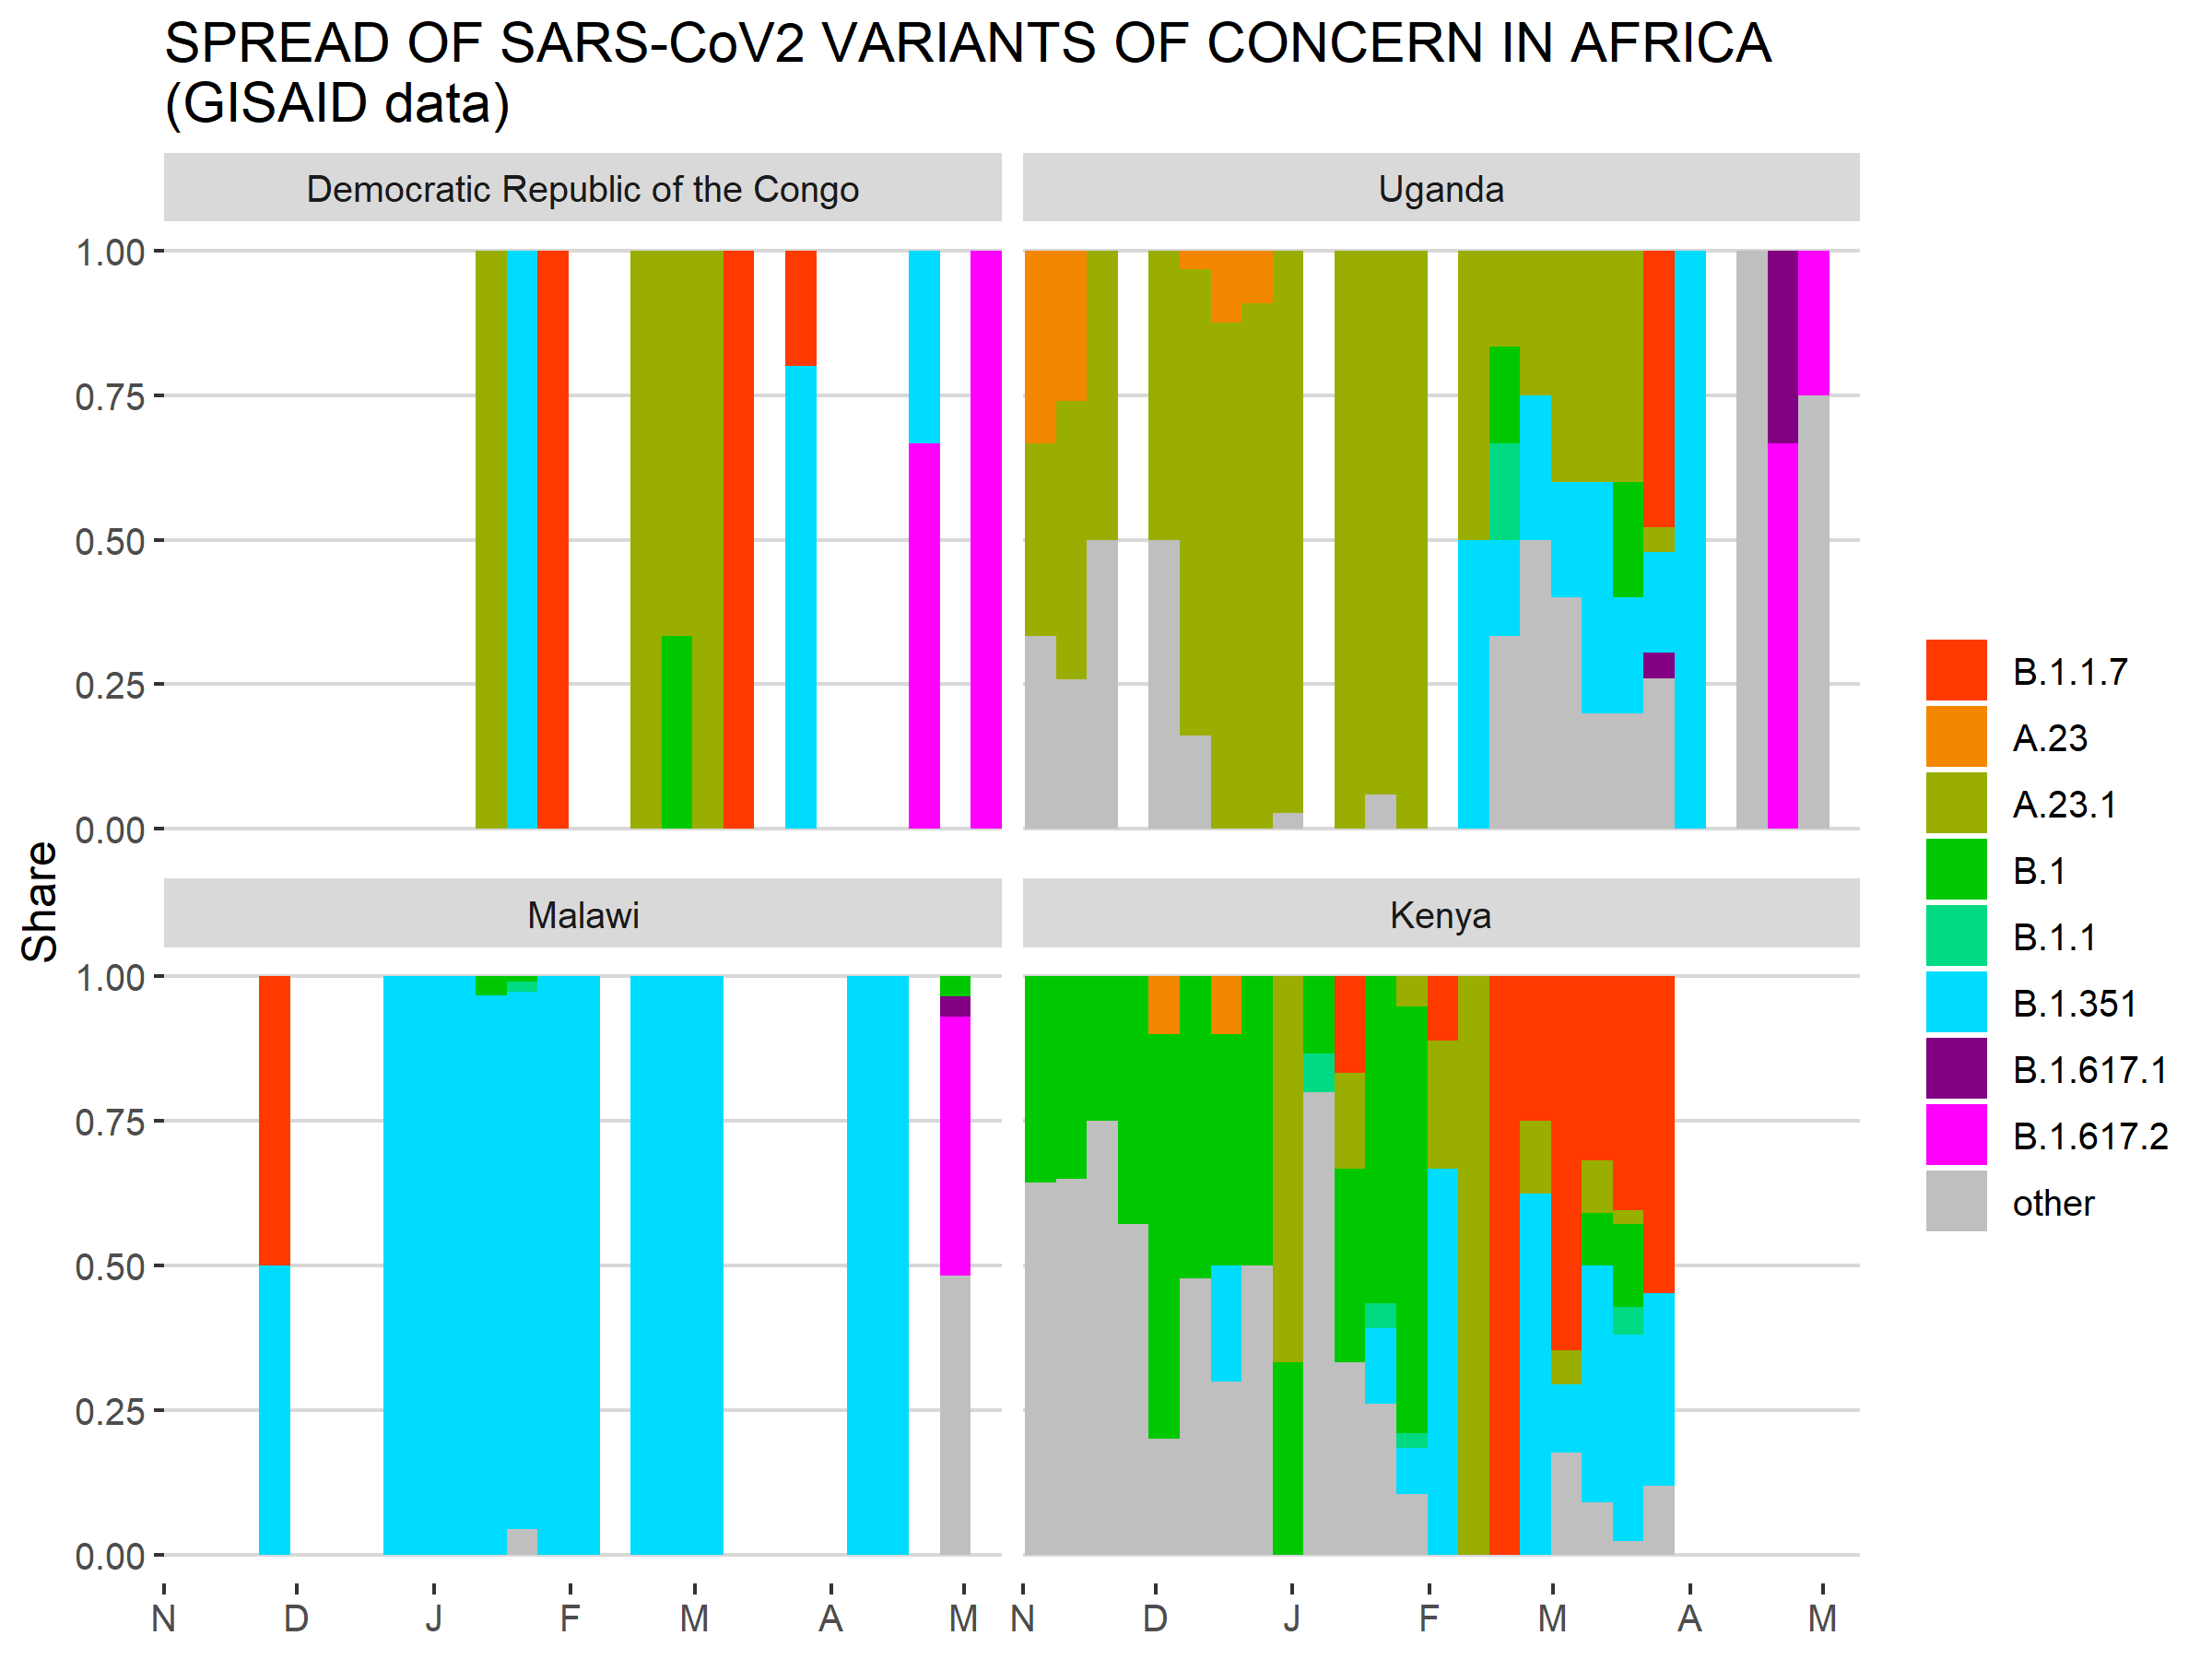 SPREAD OF SARS-CoV2 VARIANTS OF CONCERN IN AFRICA
(GISAID data)
Democratic Republic of the Congo
Uganda
1.00
0.75
0.50
0.25
0.00
Share
Malawi
Kenya
1.00
0.75
0.50
0.25
0.00
N D J F M A M
N D J F M A M
B.1.1.7
A.23
A.23.1
B.1
B.1.1
B.1.351
B.1.617.1
B.1.617.2
other